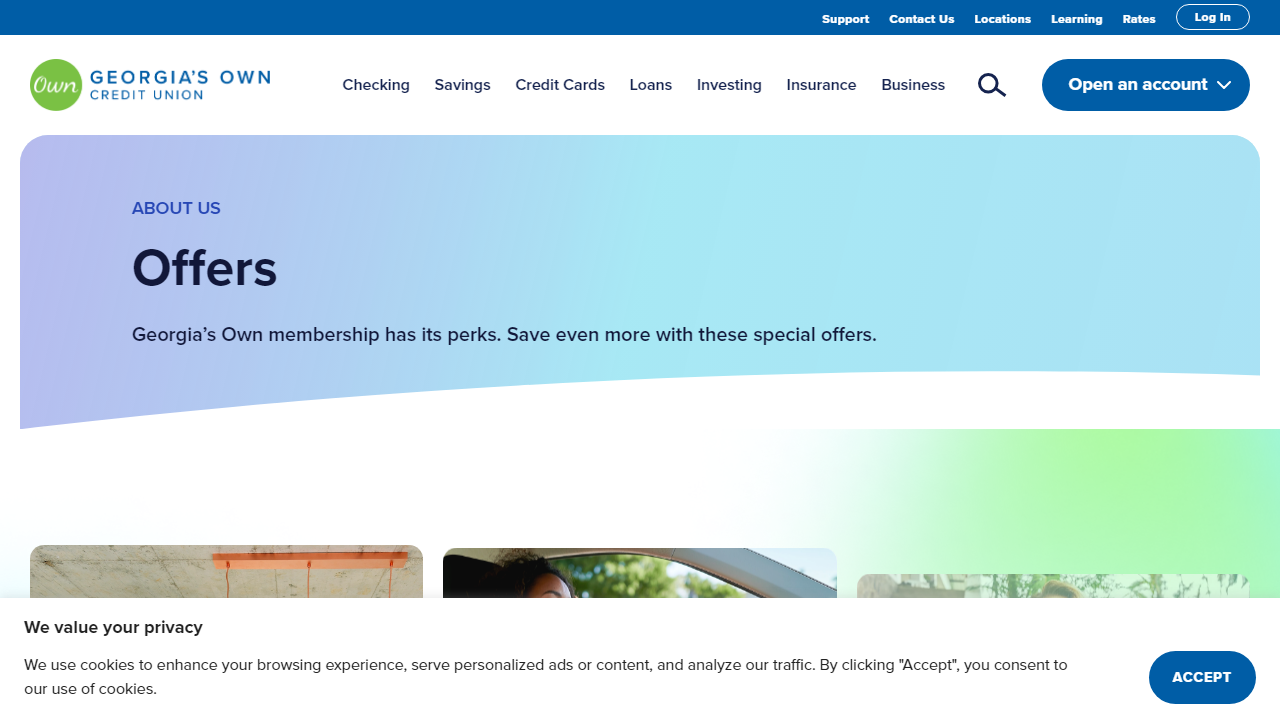 Support Contact Us Locations Learning Rates Log In
Own GEORGIA'S OWN
CREDIT UNION
Checking Savings Credit Cards Loans Investing Insurance Business Open an account
ABOUT US
Offers
Georgia’s Own membership has its perks. Save even more with these special offers.
We value your privacy
We use cookies to enhance your browsing experience, serve personalized ads or content, and analyze our traffic. By clicking "Accept", you consent to
our use of cookies.
ACCEPT